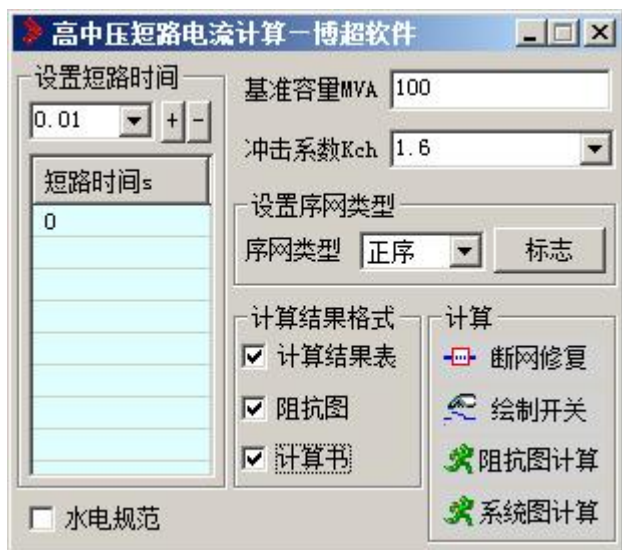 高中压短路电流计算－博超软件
设置短路时间
0.01
+
-
短路时间s
0
基准容量MVA 100
冲击系数Kch 1.6
设置序网类型
序网类型 正序 标志
计算结果格式
计算结果表
阻抗图
计算书
计算
断网修复
绘制开关
阻抗图计算
系统图计算
水电规范